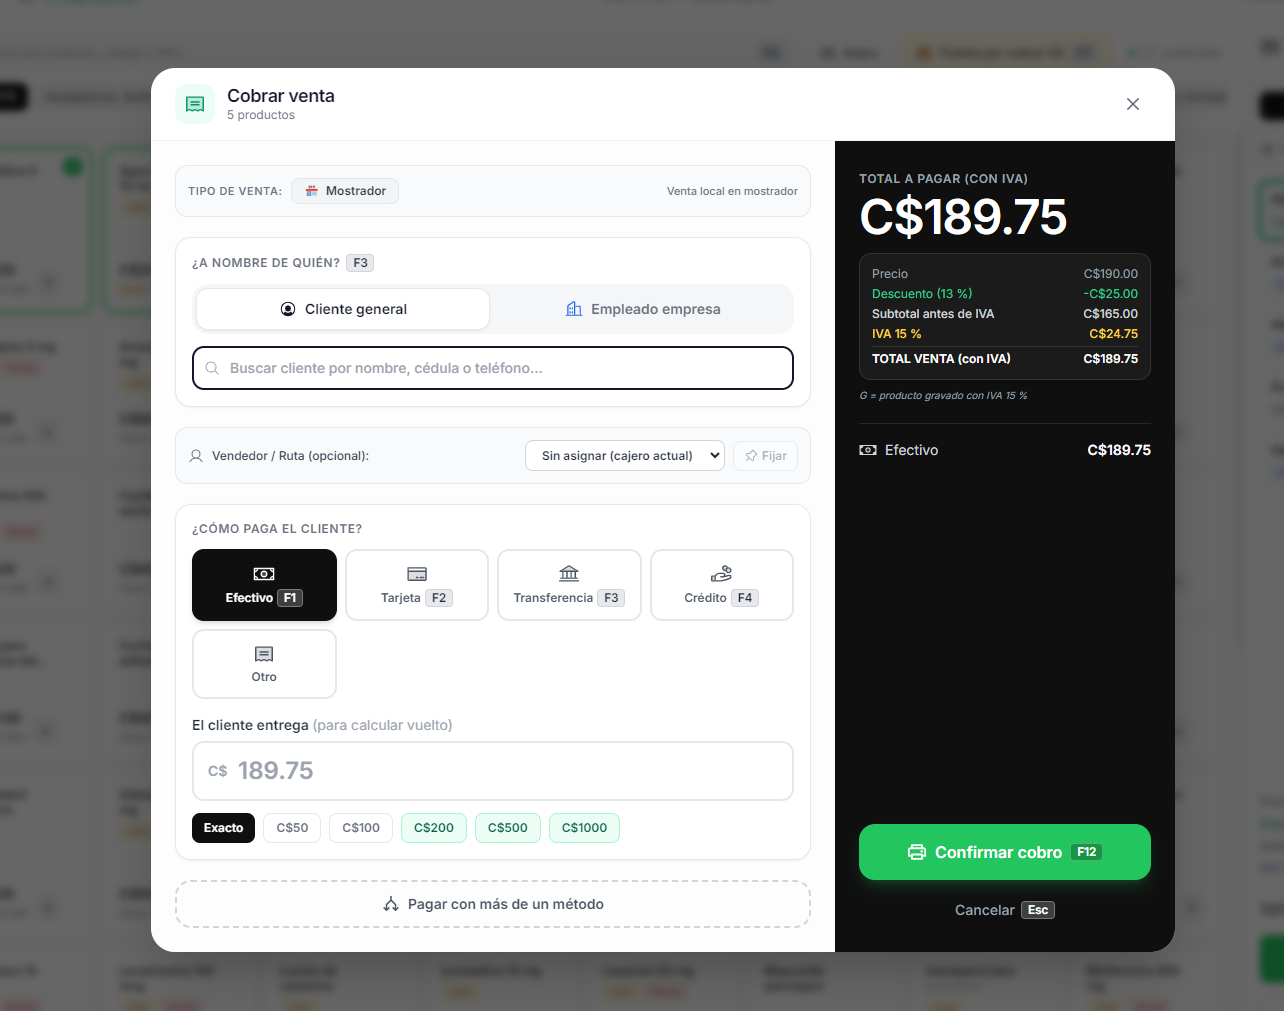 Cobrar venta
5 productos
TIPO DE VENTA: Mostrador Venta local en mostrador
¿A NOMBRE DE QUIÉN? F3
Cliente general Empleado empresa
Buscar cliente por nombre, cédula o teléfono...
Vendedor / Ruta (opcional): Sin asignar (cajero actual) Fijar
¿CÓMO PAGA EL CLIENTE?
Efectivo F1 Tarjeta F2 Transferencia F3 Crédito F4
Otro
El cliente entrega (para calcular vuelto)
C$ 189.75
Exacto C$50 C$100 C$200 C$500 C$1000
Pagar con más de un método
TOTAL A PAGAR (CON IVA)
C$189.75
Precio C$190.00
Descuento (13 %) -C$25.00
Subtotal antes de IVA C$165.00
IVA 15 % C$24.75
TOTAL VENTA (con IVA) C$189.75
G = producto gravado con IVA 15 %
Efectivo C$189.75
Confirmar cobro F12
Cancelar Esc